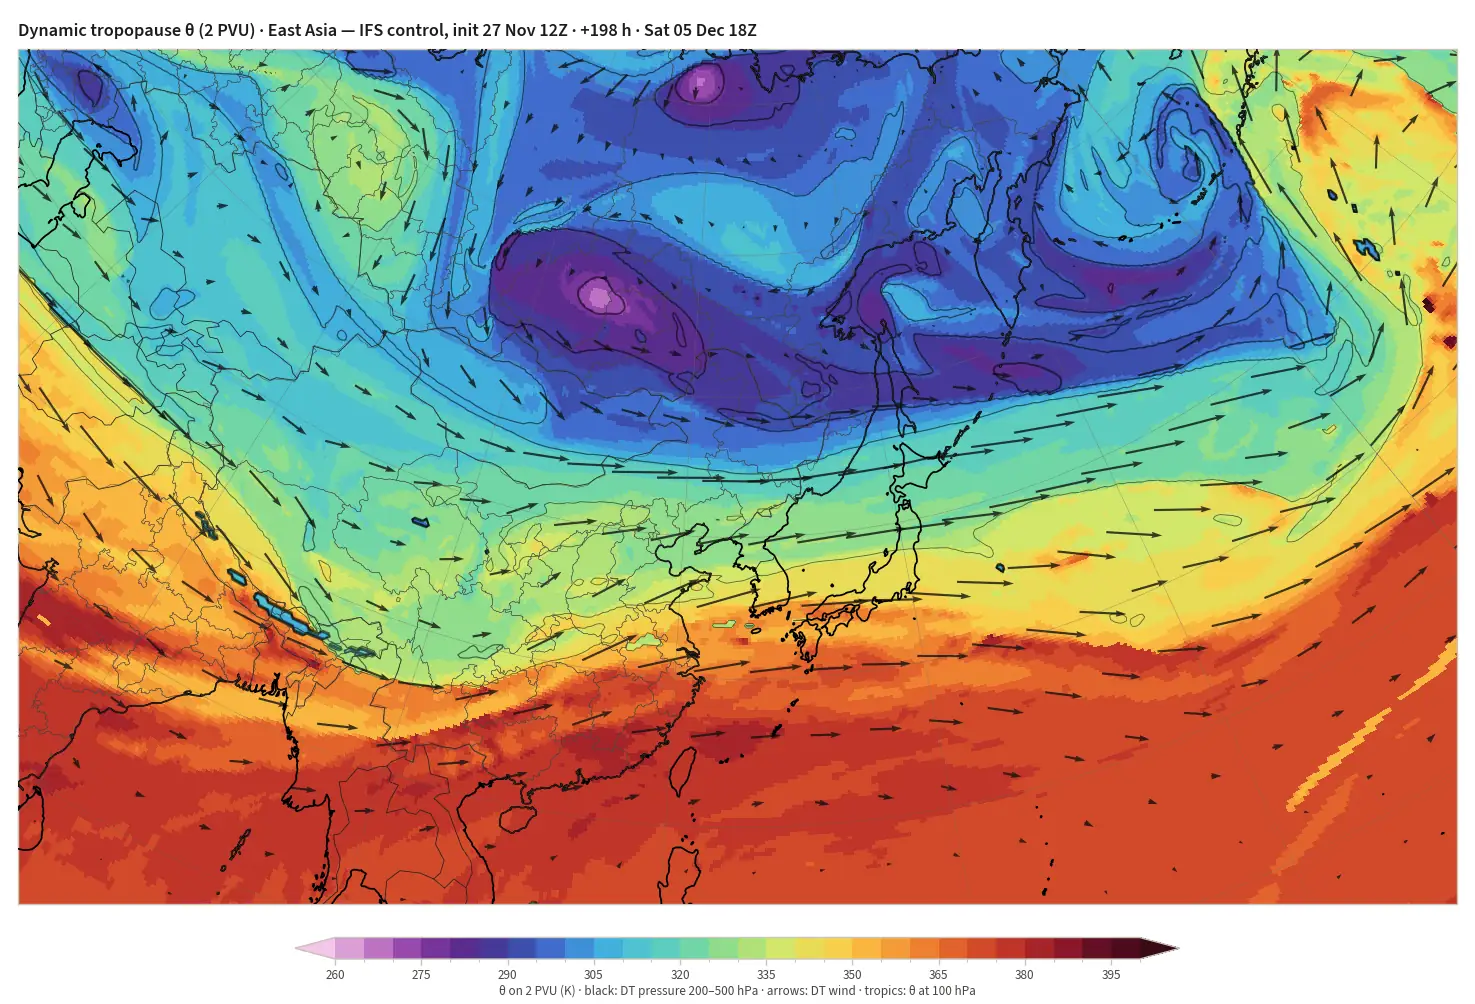 Dynamic tropopause θ (2 PVU) · East Asia — IFS control, init 27 Nov 12Z · +198 h · Sat 05 Dec 18Z
260 275 290 305 320 335 350 365 380 395
θ on 2 PVU (K) · black: DT pressure 200–500 hPa · arrows: DT wind · tropics: θ at 100 hPa